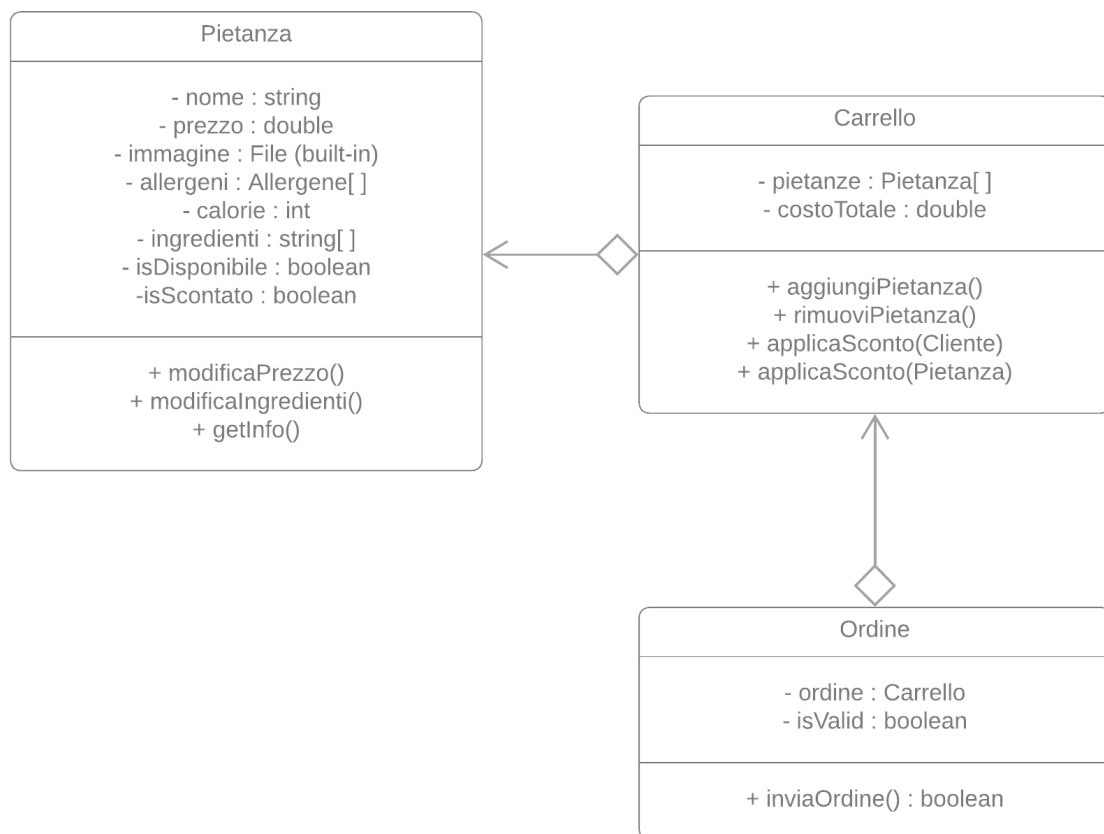 Pietanza
- nome : string
- prezzo : double
- immagine : File (built-in)
- allergeni : Allergene[ ]
- calorie : int
- ingredienti : string[ ]
- isDisponibile : boolean
-isScontato : boolean
+ modificaPrezzo()
+ modificaIngredienti()
+ getInfo()
Carrello
- pietanze : Pietanza[ ]
- costoTotale : double
+ aggiungiPietanza()
+ rimuoviPietanza()
+ applicaSconto(Cliente)
+ applicaSconto(Pietanza)
Ordine
- ordine : Carrello
- isValid : boolean
+ inviaOrdine() : boolean